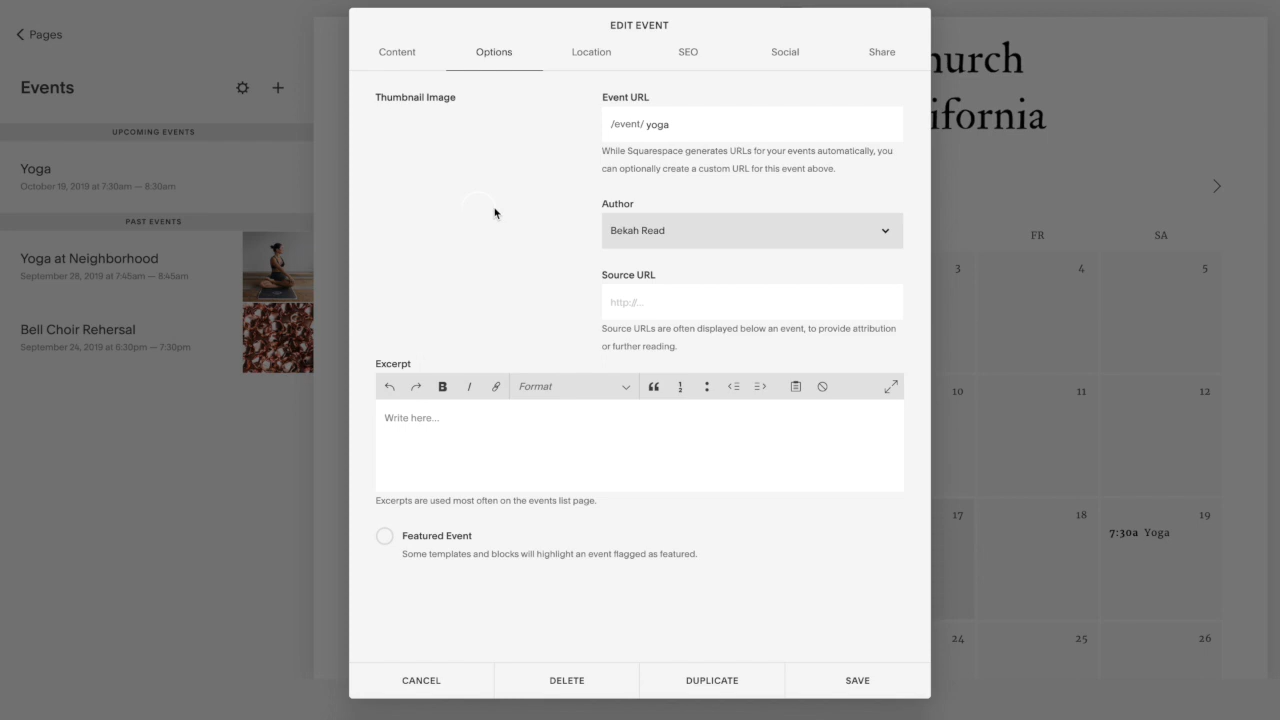 Pages
Events
UPCOMING EVENTS
Yoga
October 19, 2019 at 7:30am — 8:30am
PAST EVENTS
Yoga at Neighborhood
September 28, 2019 at 7:45am — 8:45am
Bell Choir Rehersal
September 24, 2019 at 6:30pm — 7:30pm
EDIT EVENT
Content Options Location SEO Social Share
Thumbnail Image
Event URL
/event/ yoga
While Squarespace generates URLs for your events automatically, you
can optionally create a custom URL for this event above.
Author
Bekah Read
Source URL
http://...
Source URLs are often displayed below an event, to provide attribution
or further reading.
Excerpt
B I Format
Write here...
Excerpts are used most often on the events list page.
Featured Event
Some templates and blocks will highlight an event flagged as featured.
CANCEL DELETE DUPLICATE SAVE
hurch
ifornia
FR SA
3 4 5
10 11 12
17 18 19
7:30a Yoga
24 25 26